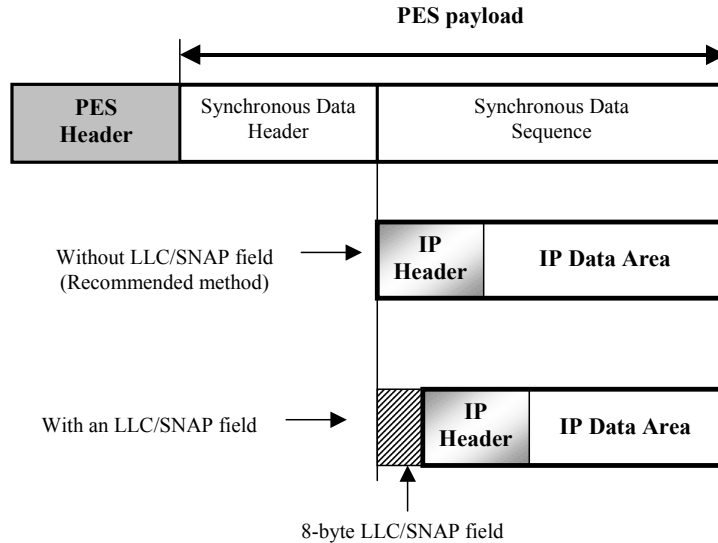 PES payload
PES
Header
Synchronous Data
Header
Synchronous Data
Sequence
Without LLC/SNAP field
(Recommended method)
IP
Header
IP Data Area
With an LLC/SNAP field
IP
Header
IP Data Area
8-byte LLC/SNAP field